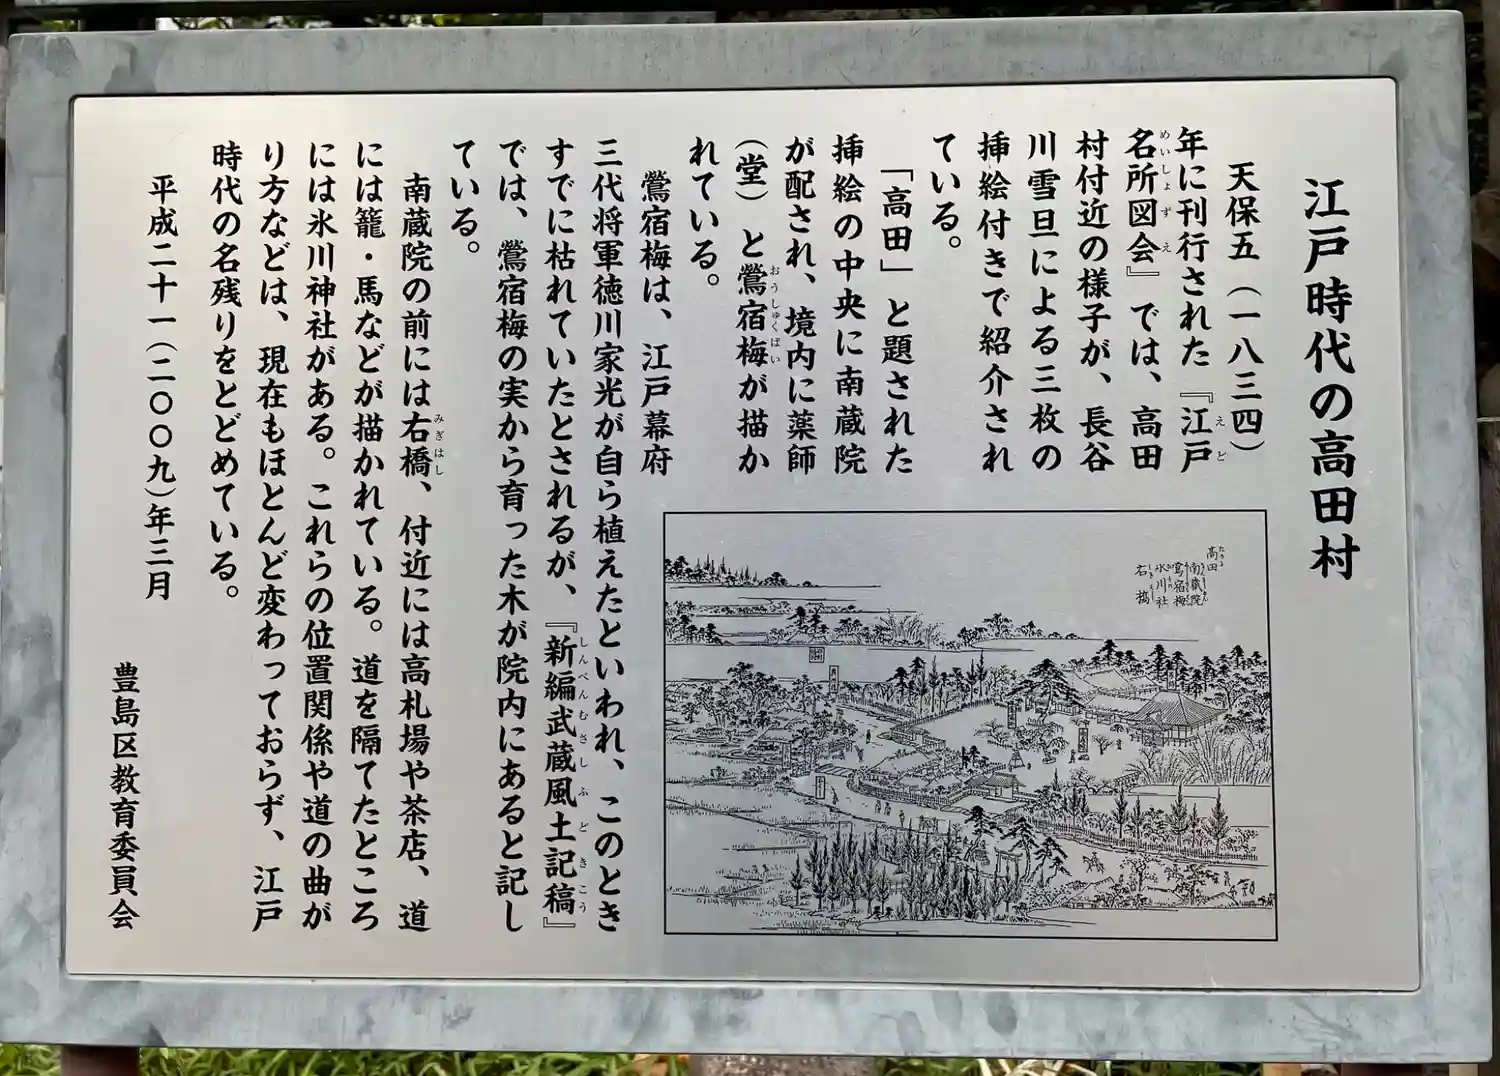 江戸時代の高田村
天保五（一八三四）
年に刊行された『江戸
名所図会』では、高田
村付近の様子が、長谷
川雪旦による三枚の
挿絵付きで紹介され
ている。
「高田」と題された
挿絵の中央に南蔵院
が配され、境内に薬師
（堂）と鶯宿梅が描か
れている。
鶯宿梅は、江戸幕府
三代将軍徳川家光が自ら植えたといわれ、このとき
すでに枯れていたとされるが、『新編武蔵風土記稿』
では、鶯宿梅の実から育った木が院内にあると記し
ている。
南蔵院の前には右橋、付近には高札場や茶店、道
には籠・馬などが描かれている。道を隔てたところ
には氷川神社がある。これらの位置関係や道の曲が
り方などは、現在もほとんど変わっておらず、江戸
時代の名残りをとどめている。
平成二十一（二〇〇九）年三月
豊島区教育委員会
高田
南蔵院
鶯宿梅
氷川社
右橋